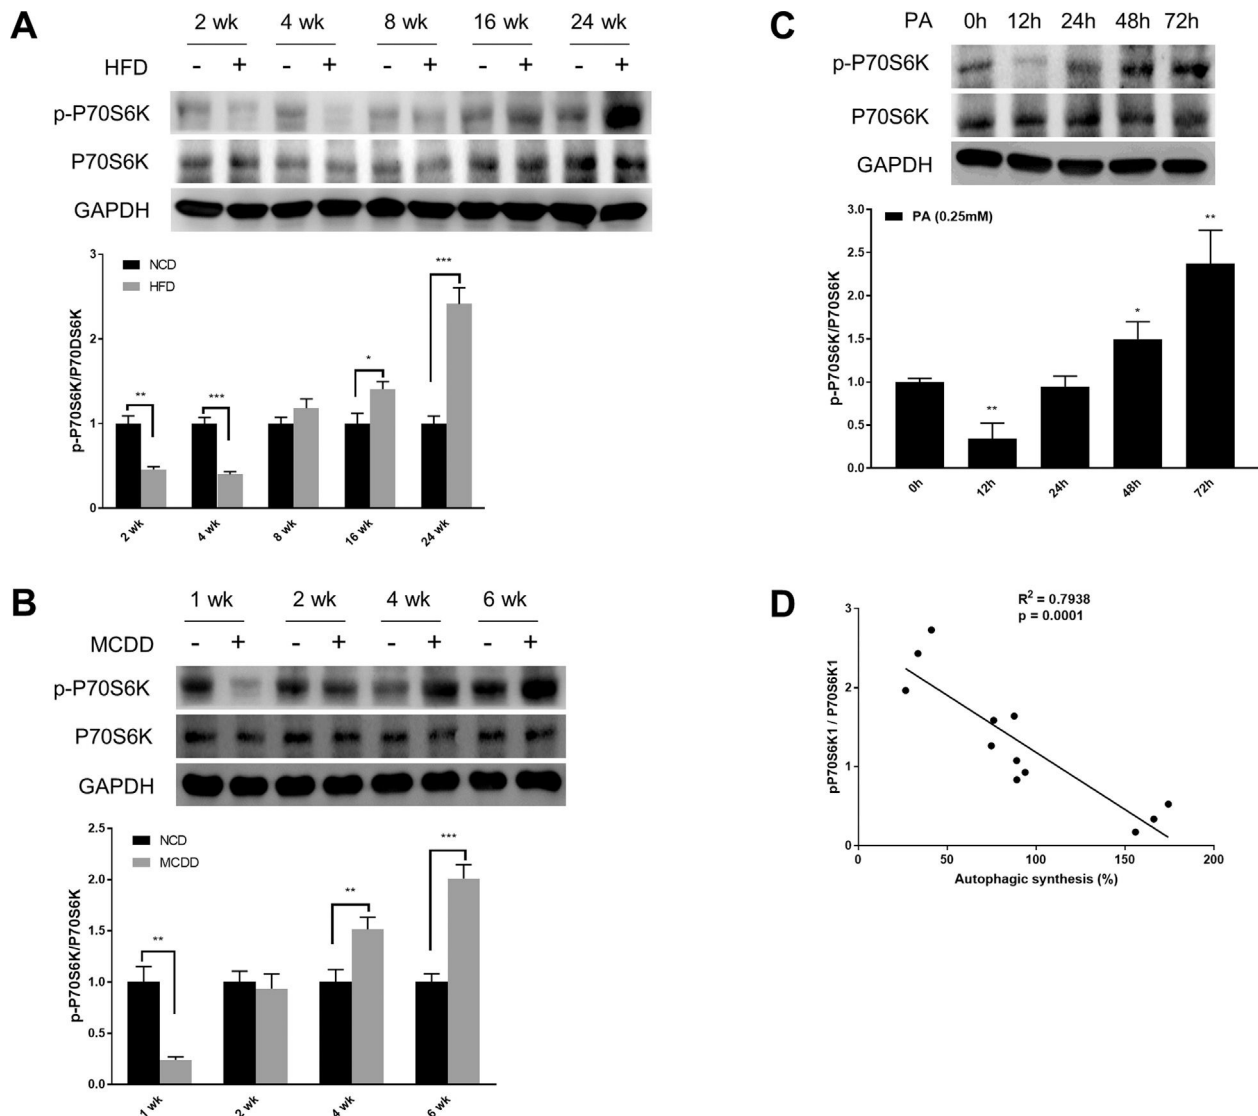 A
2 wk 4 wk 8 wk 16 wk 24 wk
HFD - + - + - + - + - +
p-P70S6K
P70S6K
GAPDH
p-P70S6K/P70DS6K
3
2
1
0
NCD
HFD
** *** * ***
2 wk 4 wk 8 wk 16 wk 24 wk
B
1 wk 2 wk 4 wk 6 wk
MCDD - + - + - + - +
p-P70S6K
P70S6K
GAPDH
p-P70S6K/P70S6K
2.5
2.0
1.5
1.0
0.5
0.0
NCD
MCDD
** ** ***
1 wk 2 wk 4 wk 6 wk
C
PA 0h 12h 24h 48h 72h
p-P70S6K
P70S6K
GAPDH
p-P70S6K/P70S6K
3.0
2.5
2.0
1.5
1.0
0.5
0.0
PA (0.25mM)
** * **
0h 12h 24h 48h 72h
D
R² = 0.7938
p = 0.0001
pP70S6K1 / P70S6K1
3
2
1
0
0 50 100 150 200
Autophagic synthesis (%)